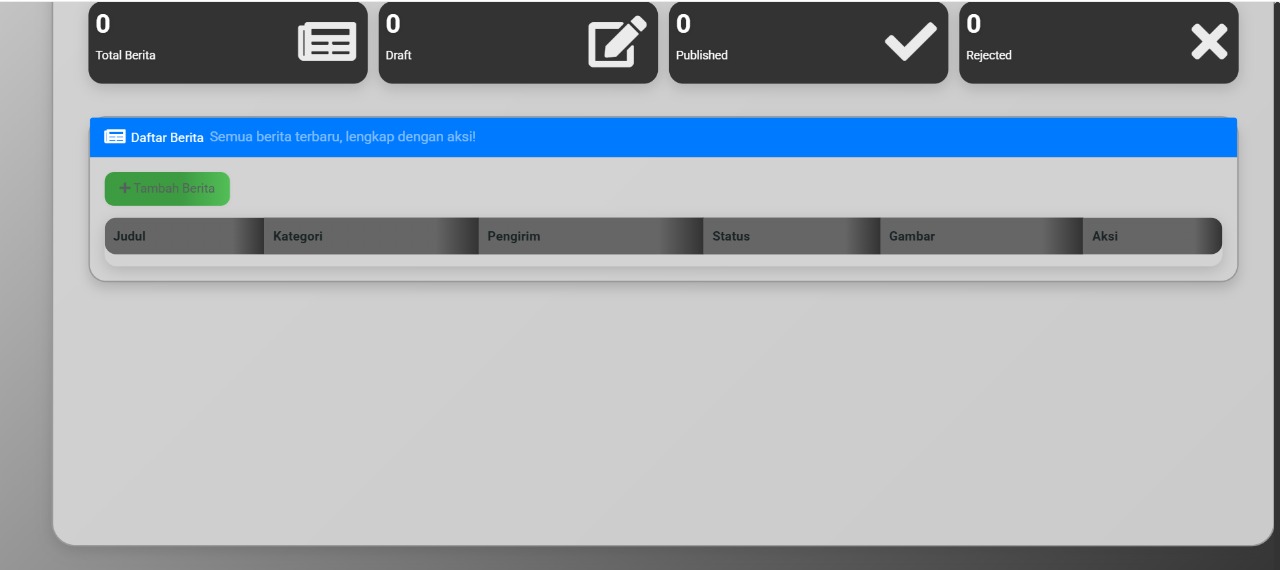 0
Total Berita
0
Draft
0
Published
0
Rejected
Daftar Berita Semua berita terbaru, lengkap dengan aksi!
Tambah Berita
Judul Kategori Pengirim Status Gambar Aksi